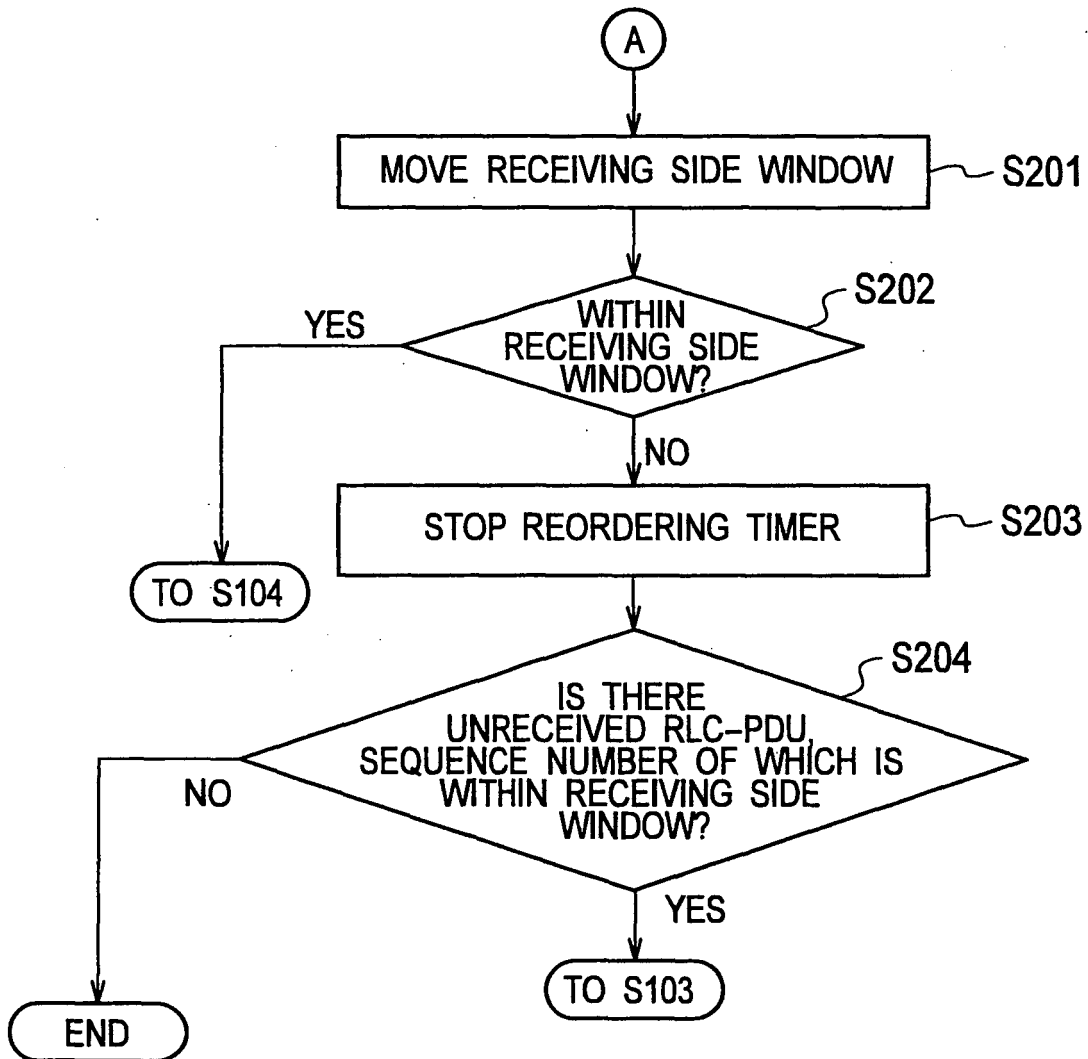 A
MOVE RECEIVING SIDE WINDOW
S201
S202
WITHIN
RECEIVING SIDE
WINDOW?
YES
NO
STOP REORDERING TIMER
S203
TO S104
S204
IS THERE
UNRECEIVED RLC-PDU,
SEQUENCE NUMBER OF WHICH IS
WITHIN RECEIVING SIDE
WINDOW?
NO
YES
TO S103
END